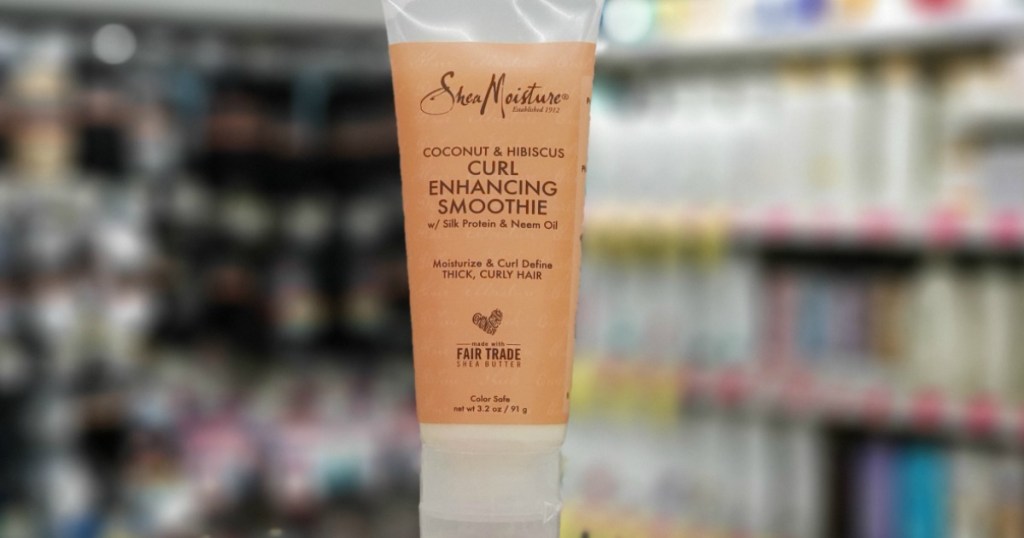 SheaMoisture®
Established 1912
COCONUT & HIBISCUS
CURL
ENHANCING
SMOOTHIE
w/ Silk Protein & Neem Oil
Moisturize & Curl Define
THICK, CURLY HAIR
made with
FAIR TRADE
SHEA BUTTER
Color Safe
net wt 3.2 oz / 91 g